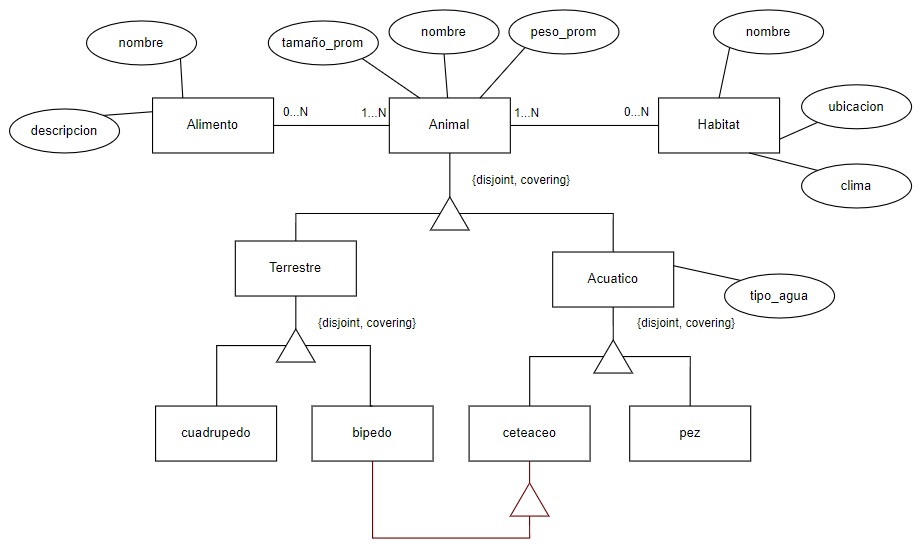 nombre
tamaño_prom
nombre
peso_prom
nombre
descripcion
Alimento
0...N
1...N
Animal
1...N
0...N
Habitat
ubicacion
clima
{disjoint, covering}
Terrestre
Acuatico
tipo_agua
{disjoint, covering}
{disjoint, covering}
cuadrupedo
bipedo
ceteaceo
pez